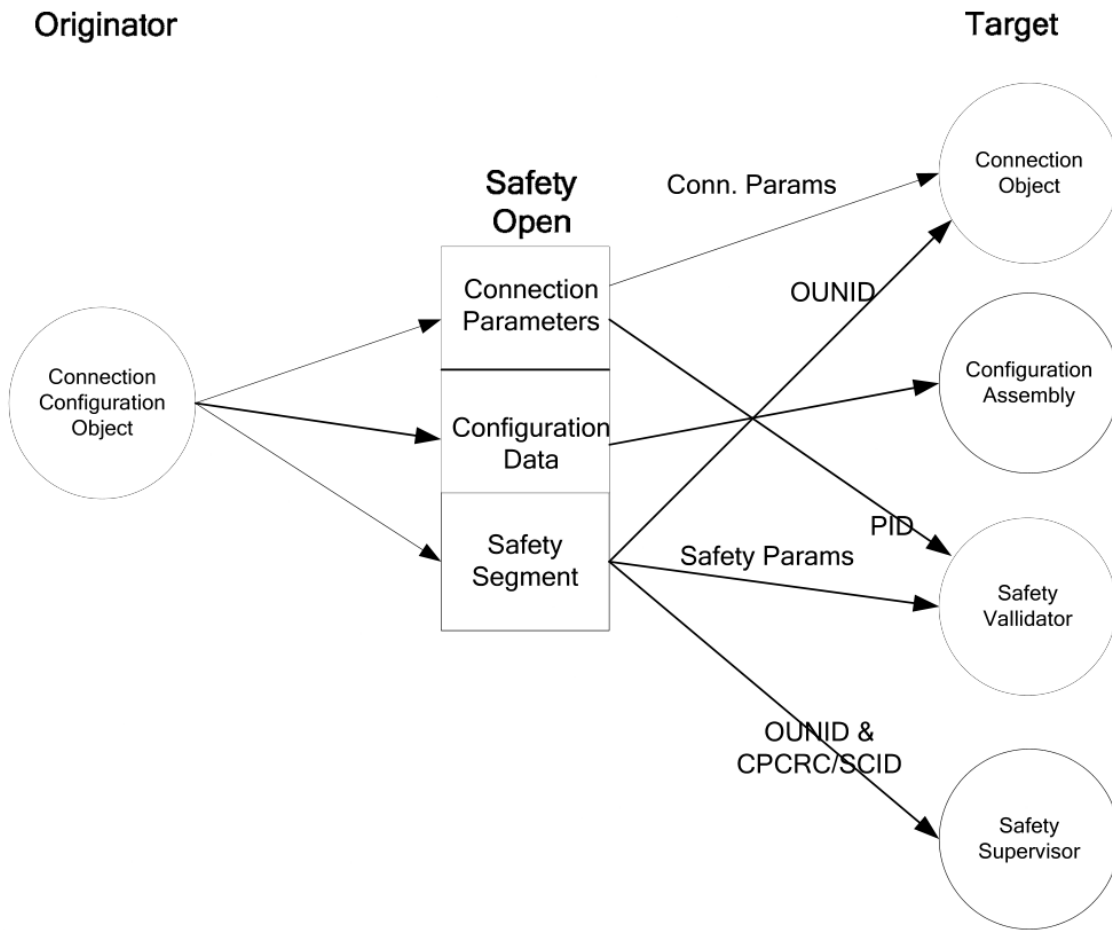 Originator
Target
Connection
Object
Safety
Open
Conn. Params
Connection
Parameters
OUNID
Connection
Configuration
Object
Configuration
Assembly
Configuration
Data
PID
Safety
Segment
Safety Params
Safety
Vallidator
OUNID &
CPCRC/SCID
Safety
Supervisor